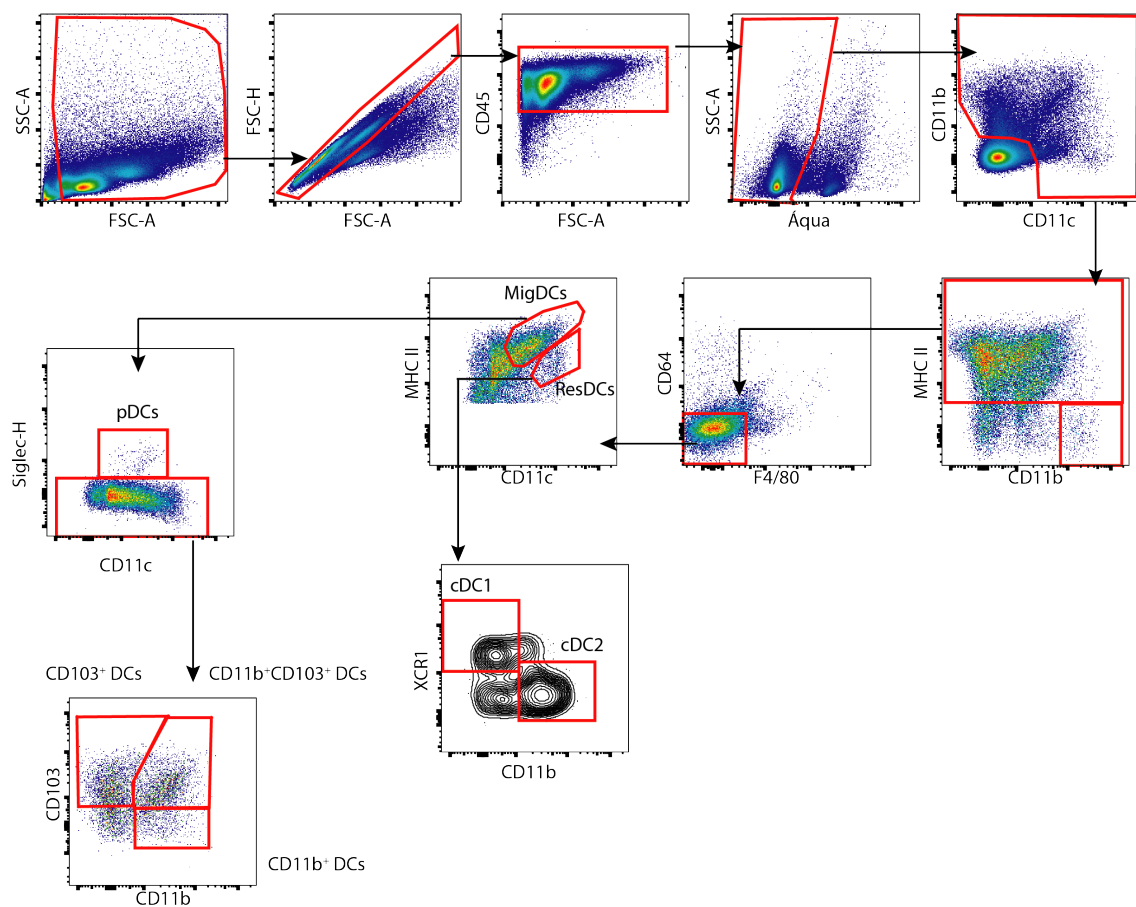 SSC-A
FSC-A
FSC-H
FSC-A
CD45
FSC-A
SSC-A
Áqua
CD11b
CD11c
MigDCs
MHC II
ResDCs
CD11c
CD64
F4/80
MHC II
CD11b
pDCs
Siglec-H
CD11c
cDC1
cDC2
XCR1
CD11b
CD103⁺ DCs
CD11b⁺CD103⁺ DCs
CD103
CD11b⁺ DCs
CD11b